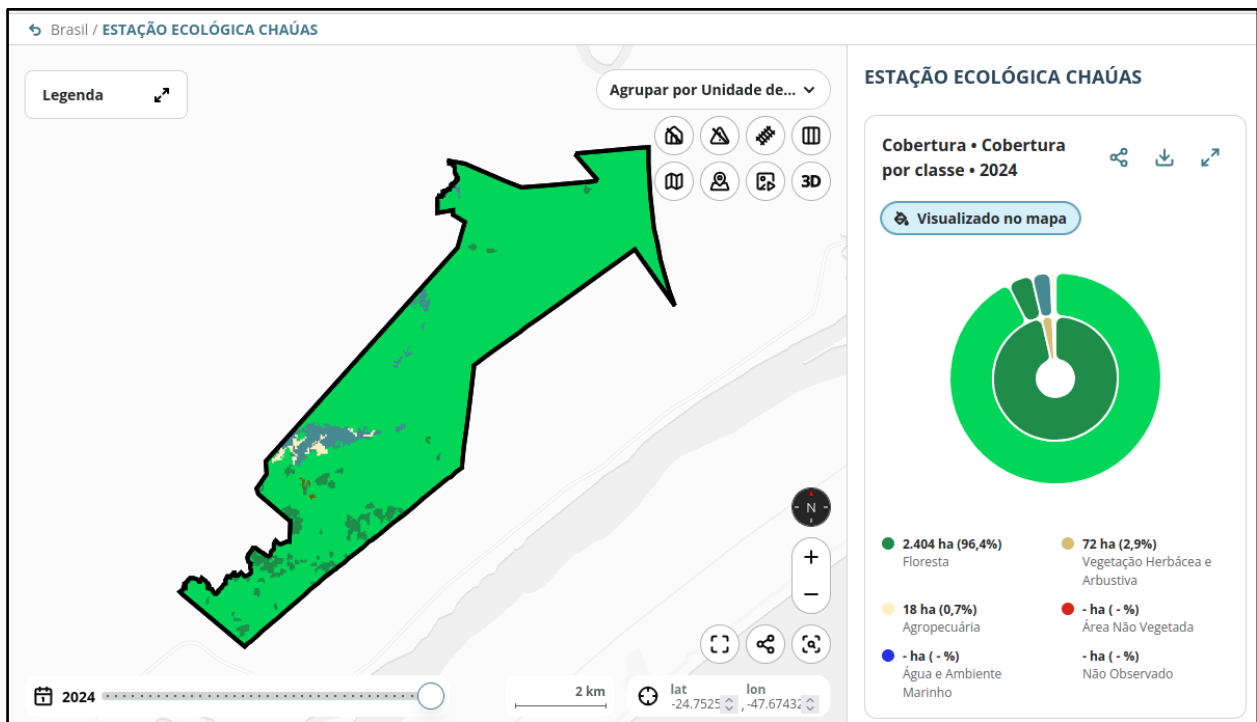 Brasil / ESTAÇÃO ECOLÓGICA CHAÚAS
Legenda
Agrupar por Unidade de...
3D
N
+
−
2024
2 km
lat
-24.7525
lon
, -47.67432
ESTAÇÃO ECOLÓGICA CHAÚAS
Cobertura • Cobertura
por classe • 2024
Visualizado no mapa
2.404 ha (96,4%)
Floresta
72 ha (2,9%)
Vegetação Herbácea e
Arbustiva
18 ha (0,7%)
Agropecuária
- ha ( - %)
Área Não Vegetada
- ha ( - %)
Água e Ambiente
Marinho
- ha ( - %)
Não Observado